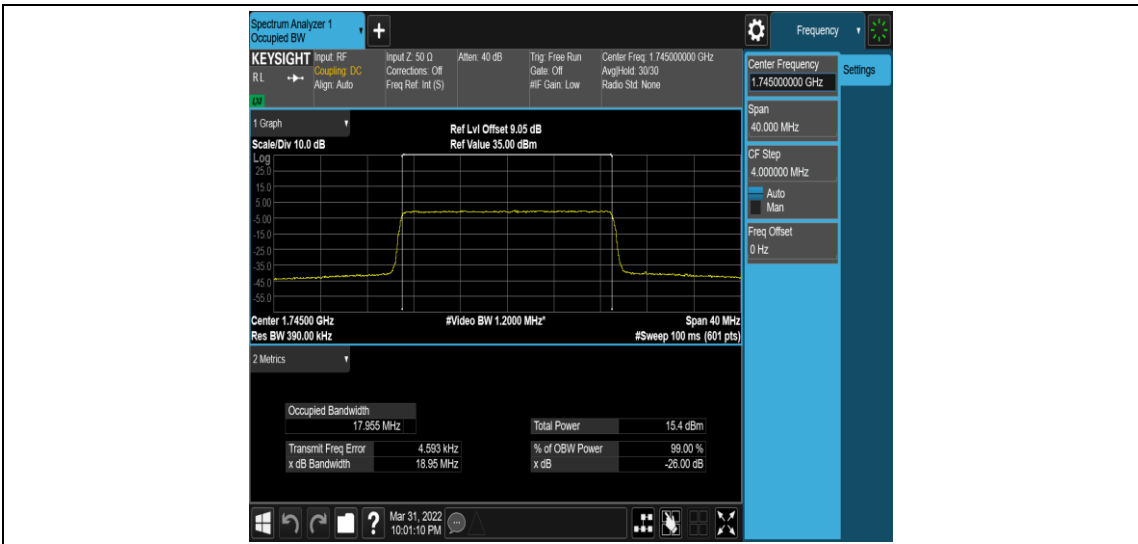 Spectrum Analyzer 1
Occupied BW
+
Frequency
KEYSIGHT
R L
LXI
Input: RF
Coupling: DC
Align: Auto
Input Z: 50 Ω
Corrections: Off
Freq Ref: Int (S)
Atten: 40 dB
Trig: Free Run
Gate: Off
#IF Gain: Low
Center Freq: 1.745000000 GHz
Avg|Hold: 30/30
Radio Std: None
Center Frequency
1.745000000 GHz
Settings
Span
40.000 MHz
CF Step
4.000000 MHz
Auto
Man
Freq Offset
0 Hz
1 Graph
Scale/Div 10.0 dB
Ref Lvl Offset 9.05 dB
Ref Value 35.00 dBm
Log
25.0
15.0
5.00
-5.00
-15.0
-25.0
-35.0
-45.0
-55.0
Center 1.74500 GHz
#Video BW 1.2000 MHz*
Span 40 MHz
Res BW 390.00 kHz
#Sweep 100 ms (601 pts)
2 Metrics
Occupied Bandwidth
17.955 MHz
Total Power 15.4 dBm
Transmit Freq Error 4.593 kHz
% of OBW Power 99.00 %
x dB Bandwidth 18.95 MHz
x dB -26.00 dB
?
Mar 31, 2022
10:01:10 PM